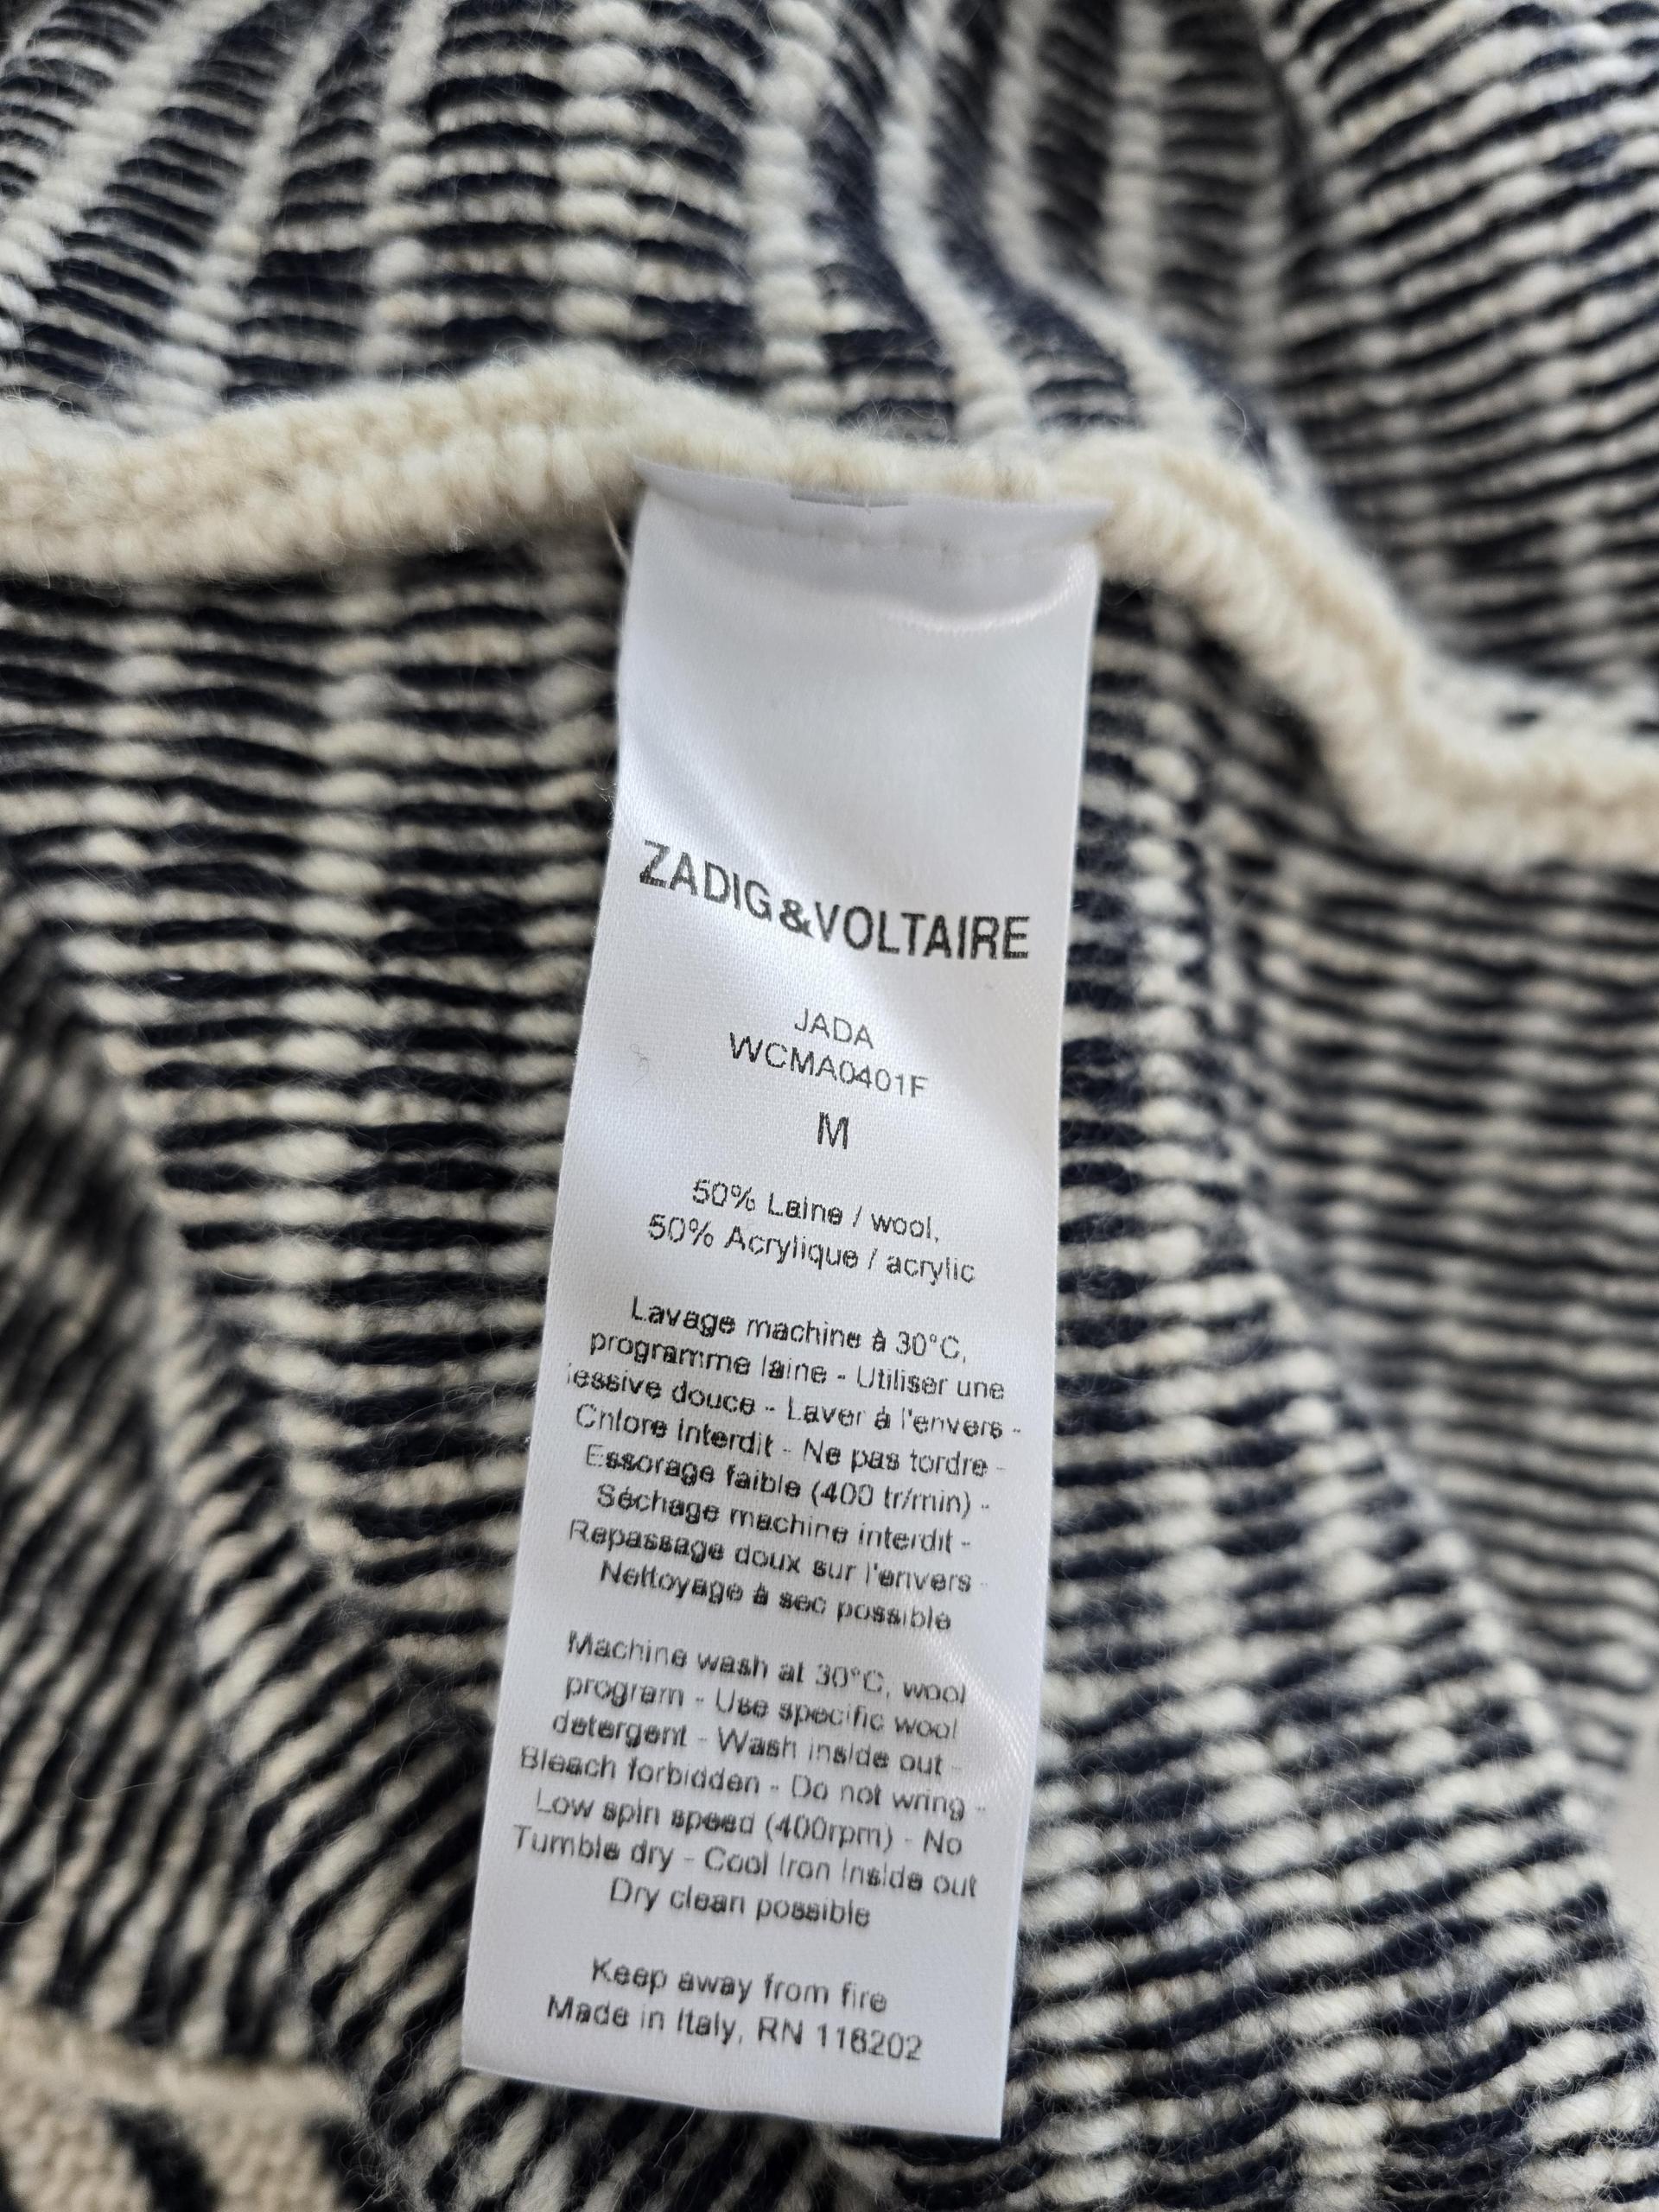 ZADIG&VOLTAIRE
JADA
WCMA0401F
M
50% Laine / wool,
50% Acrylique / acrylic
Lavage machine à 30°C,
programme laine - Utiliser une
lessive douce - Laver à l'envers -
Chlore interdit - Ne pas tordre -
Essorage faible (400 tr/min) -
Séchage machine interdit -
Repassage doux sur l'envers -
Nettoyage à sec possible
Machine wash at 30°C, wool
program - Use specific wool
detergent - Wash inside out -
Bleach forbidden - Do not wring -
Low spin speed (400rpm) - No
Tumble dry - Cool Iron Inside out
Dry clean possible
Keep away from fire
Made in Italy, RN 116202